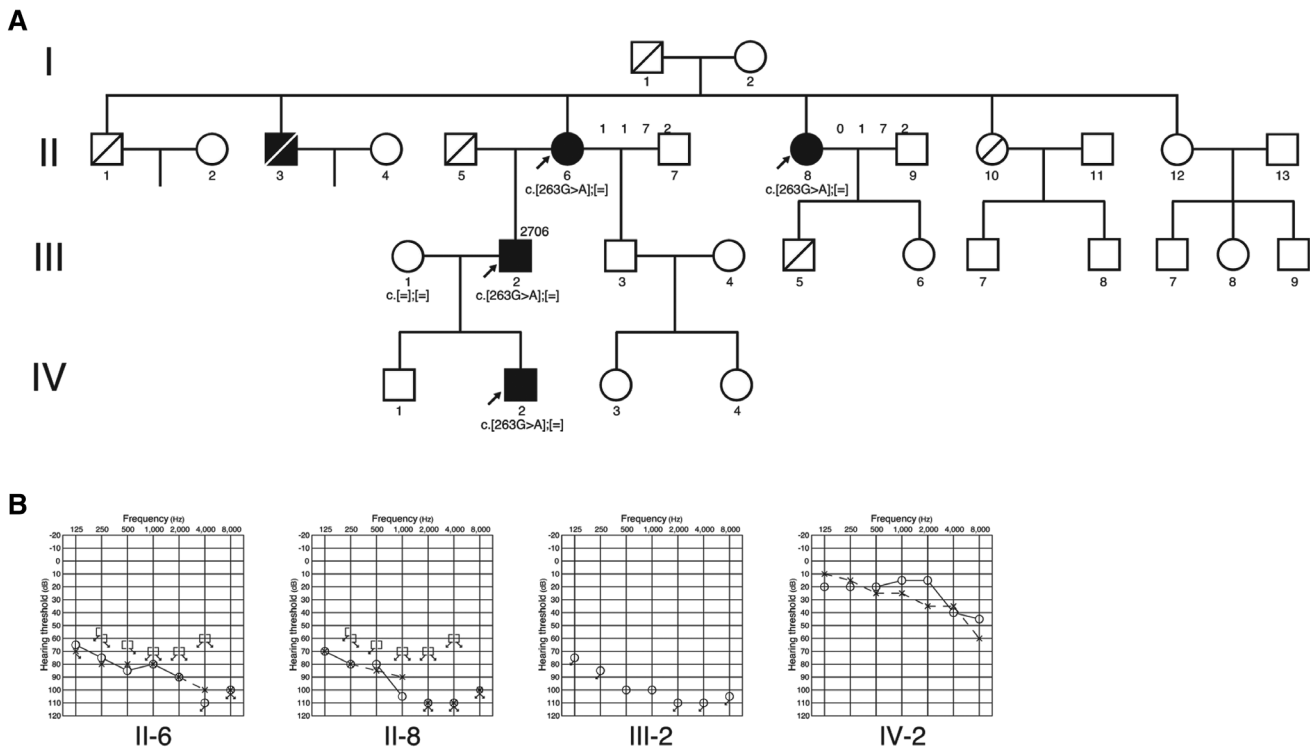 A
I
1 2
II
1 1 7 2 0 1 7 2
1 2 3 4 5 6 7 8 9 10 11 12 13
c.[263G>A];[=] c.[263G>A];[=]
III
2706
1 2 3 4 5 6 7 8 7 8 9
c.[=];[=] c.[263G>A];[=]
IV
1 2 3 4
c.[263G>A];[=]
B
Frequency (Hz)
125 250 500 1,000 2,000 4,000 8,000
Hearing threshold (dB)
-20
-10
0
10
20
30
40
50
60
70
80
90
100
110
120
II-6
Frequency (Hz)
125 250 500 1,000 2,000 4,000 8,000
Hearing threshold (dB)
-20
-10
0
10
20
30
40
50
60
70
80
90
100
110
120
II-8
Frequency (Hz)
125 250 500 1,000 2,000 4,000 8,000
Hearing threshold (dB)
-20
-10
0
10
20
30
40
50
60
70
80
90
100
110
120
III-2
Frequency (Hz)
125 250 500 1,000 2,000 4,000 8,000
Hearing threshold (dB)
-20
-10
0
10
20
30
40
50
60
70
80
90
100
110
120
IV-2